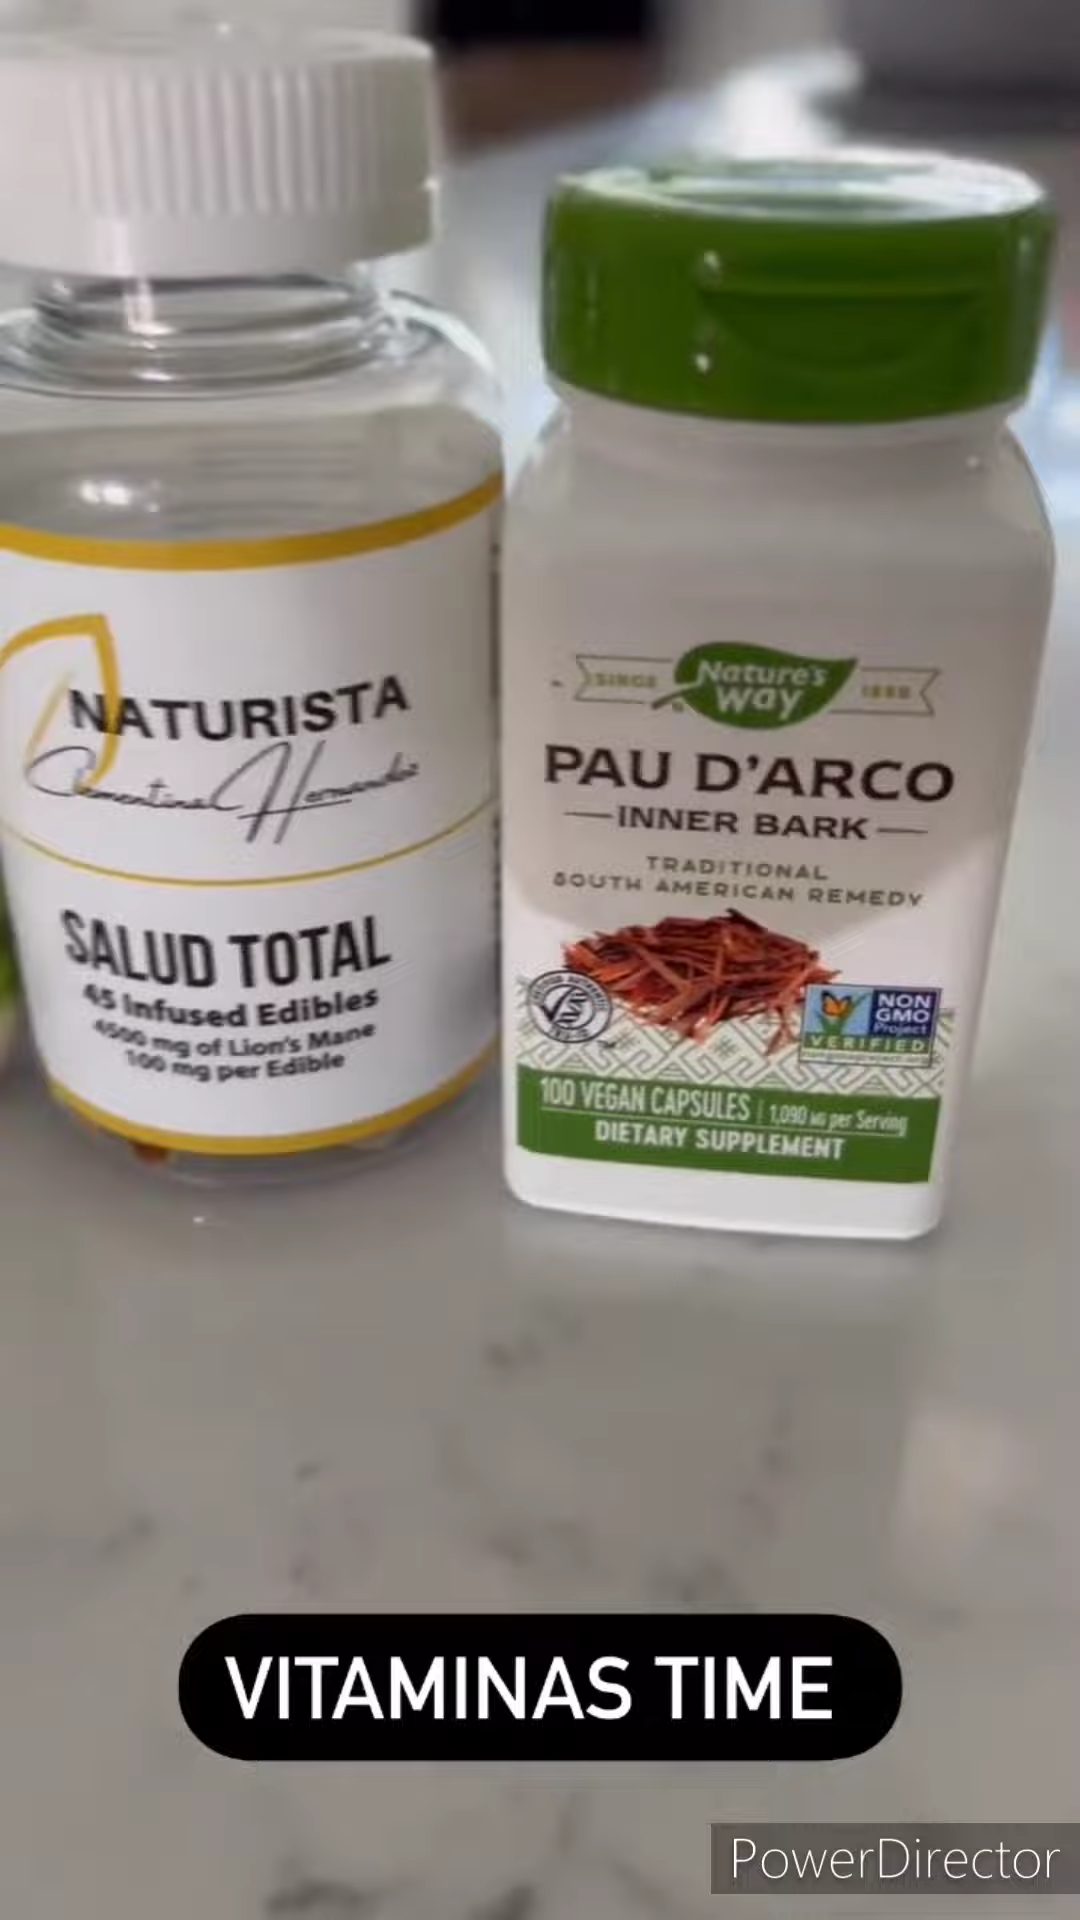 NATURISTA
Clementina Hernandez
SALUD TOTAL
45 Infused Edibles
4500 mg of Lion's Mane
100 mg per Edible
SINCE Nature's Way 1969
PAU D'ARCO
INNER BARK
TRADITIONAL
SOUTH AMERICAN REMEDY
NON
GMO
Project
VERIFIED
100 VEGAN CAPSULES | 1,090 MG per Serving
DIETARY SUPPLEMENT
VITAMINAS TIME
PowerDirector